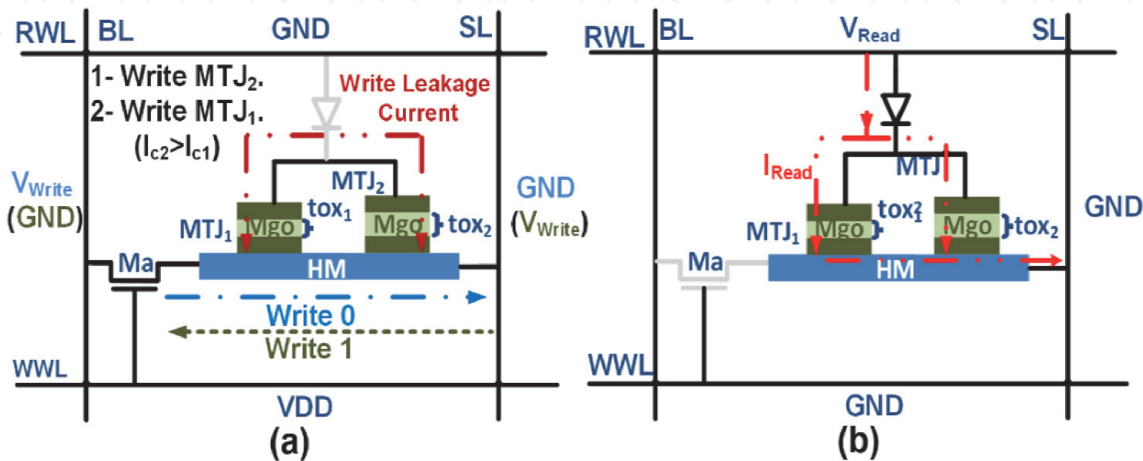 RWL BL GND SL
1- Write MTJ2.
2- Write MTJ1.
(Ic2>Ic1)
Write Leakage
Current
VWrite
(GND)
MTJ2
GND
(VWrite)
tox1
MTJ1
Mgo
Mgo
tox2
Ma
HM
Write 0
Write 1
WWL
VDD
(a)
RWL BL VRead SL
IRead
MTJ
tox
MTJ1
Mgo
Mgo
tox2
GND
Ma
HM
WWL
GND
(b)